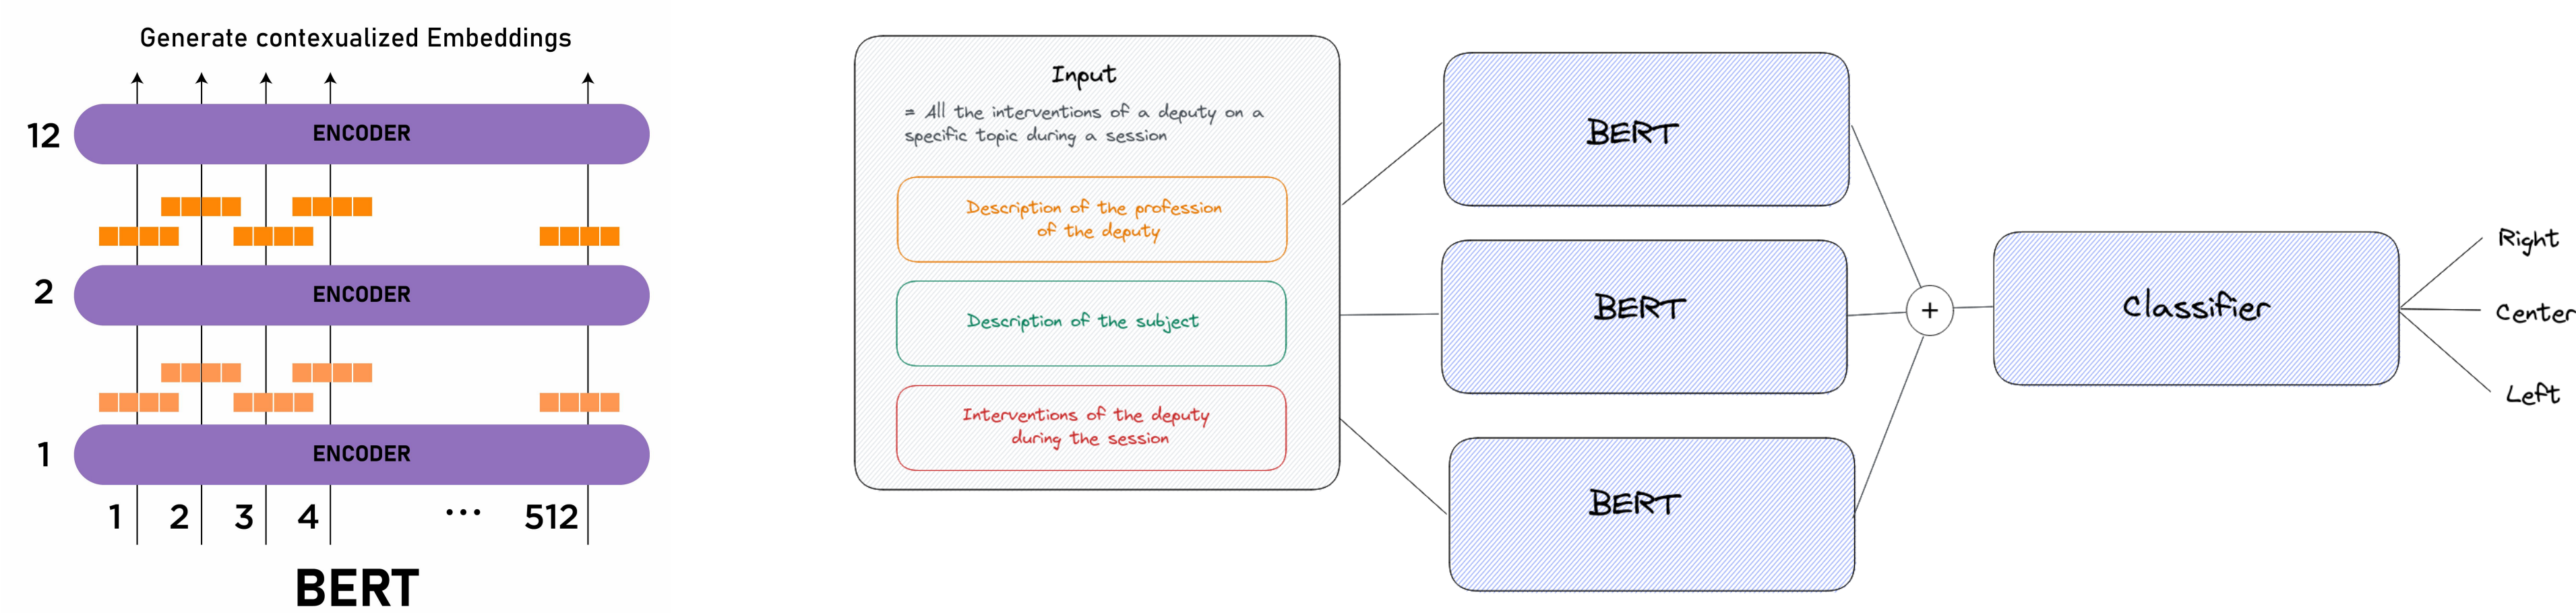 Generate contexualized Embeddings
12
ENCODER
2
ENCODER
1
ENCODER
1 2 3 4 ... 512
BERT
Input
= All the interventions of a deputy on a
specific topic during a session
Description of the profession
of the deputy
Description of the subject
Interventions of the deputy
during the session
BERT
BERT
BERT
+
Classifier
Right
Center
Left